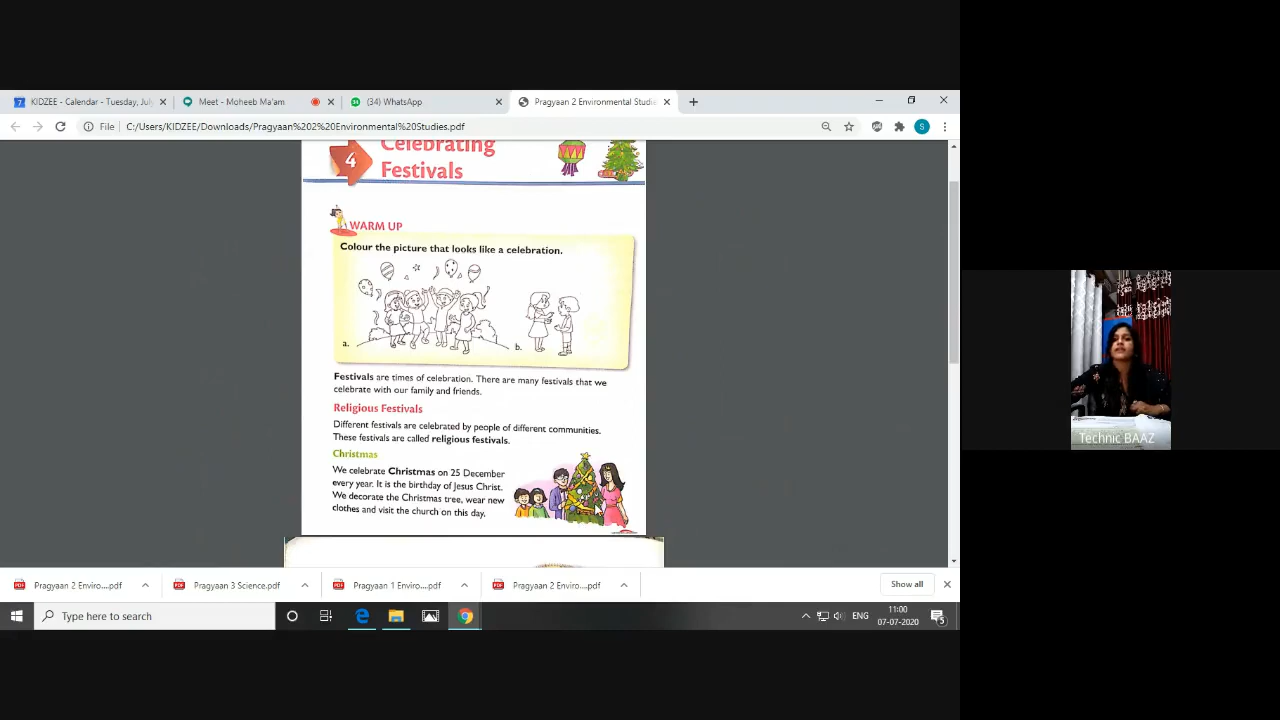 KIDZEE - Calendar - Tuesday, July
Meet - Moheeb Ma'am
(34) WhatsApp
Pragyaan 2 Environmental Studie
File
C:/Users/KIDZEE/Downloads/Pragyaan%202%20Environmental%20Studies.pdf
S
4
Celebrating
Festivals
WARM UP
Colour the picture that looks like a celebration.
a.
b.
Festivals are times of celebration. There are many festivals that we
celebrate with our family and friends.
Religious Festivals
Different festivals are celebrated by people of different communities.
These festivals are called religious festivals.
Christmas
We celebrate Christmas on 25 December
every year. It is the birthday of Jesus Christ.
We decorate the Christmas tree, wear new
clothes and visit the church on this day.
Technic BAAZ
Pragyaan 2 Enviro....pdf
Pragyaan 3 Science.pdf
Pragyaan 1 Enviro....pdf
Pragyaan 2 Enviro....pdf
Show all
Type here to search
ENG
11:00
07-07-2020
5